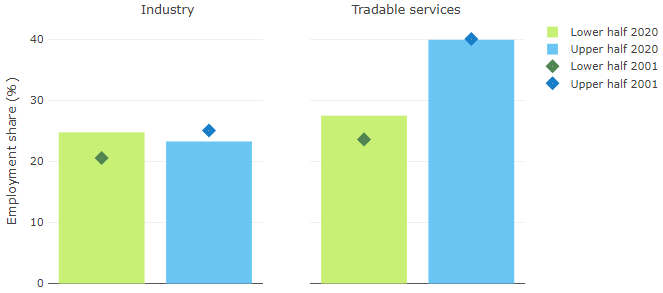 Industry
Tradable services
Employment share (%)
40
30
20
10
0
Lower half 2020
Upper half 2020
Lower half 2001
Upper half 2001